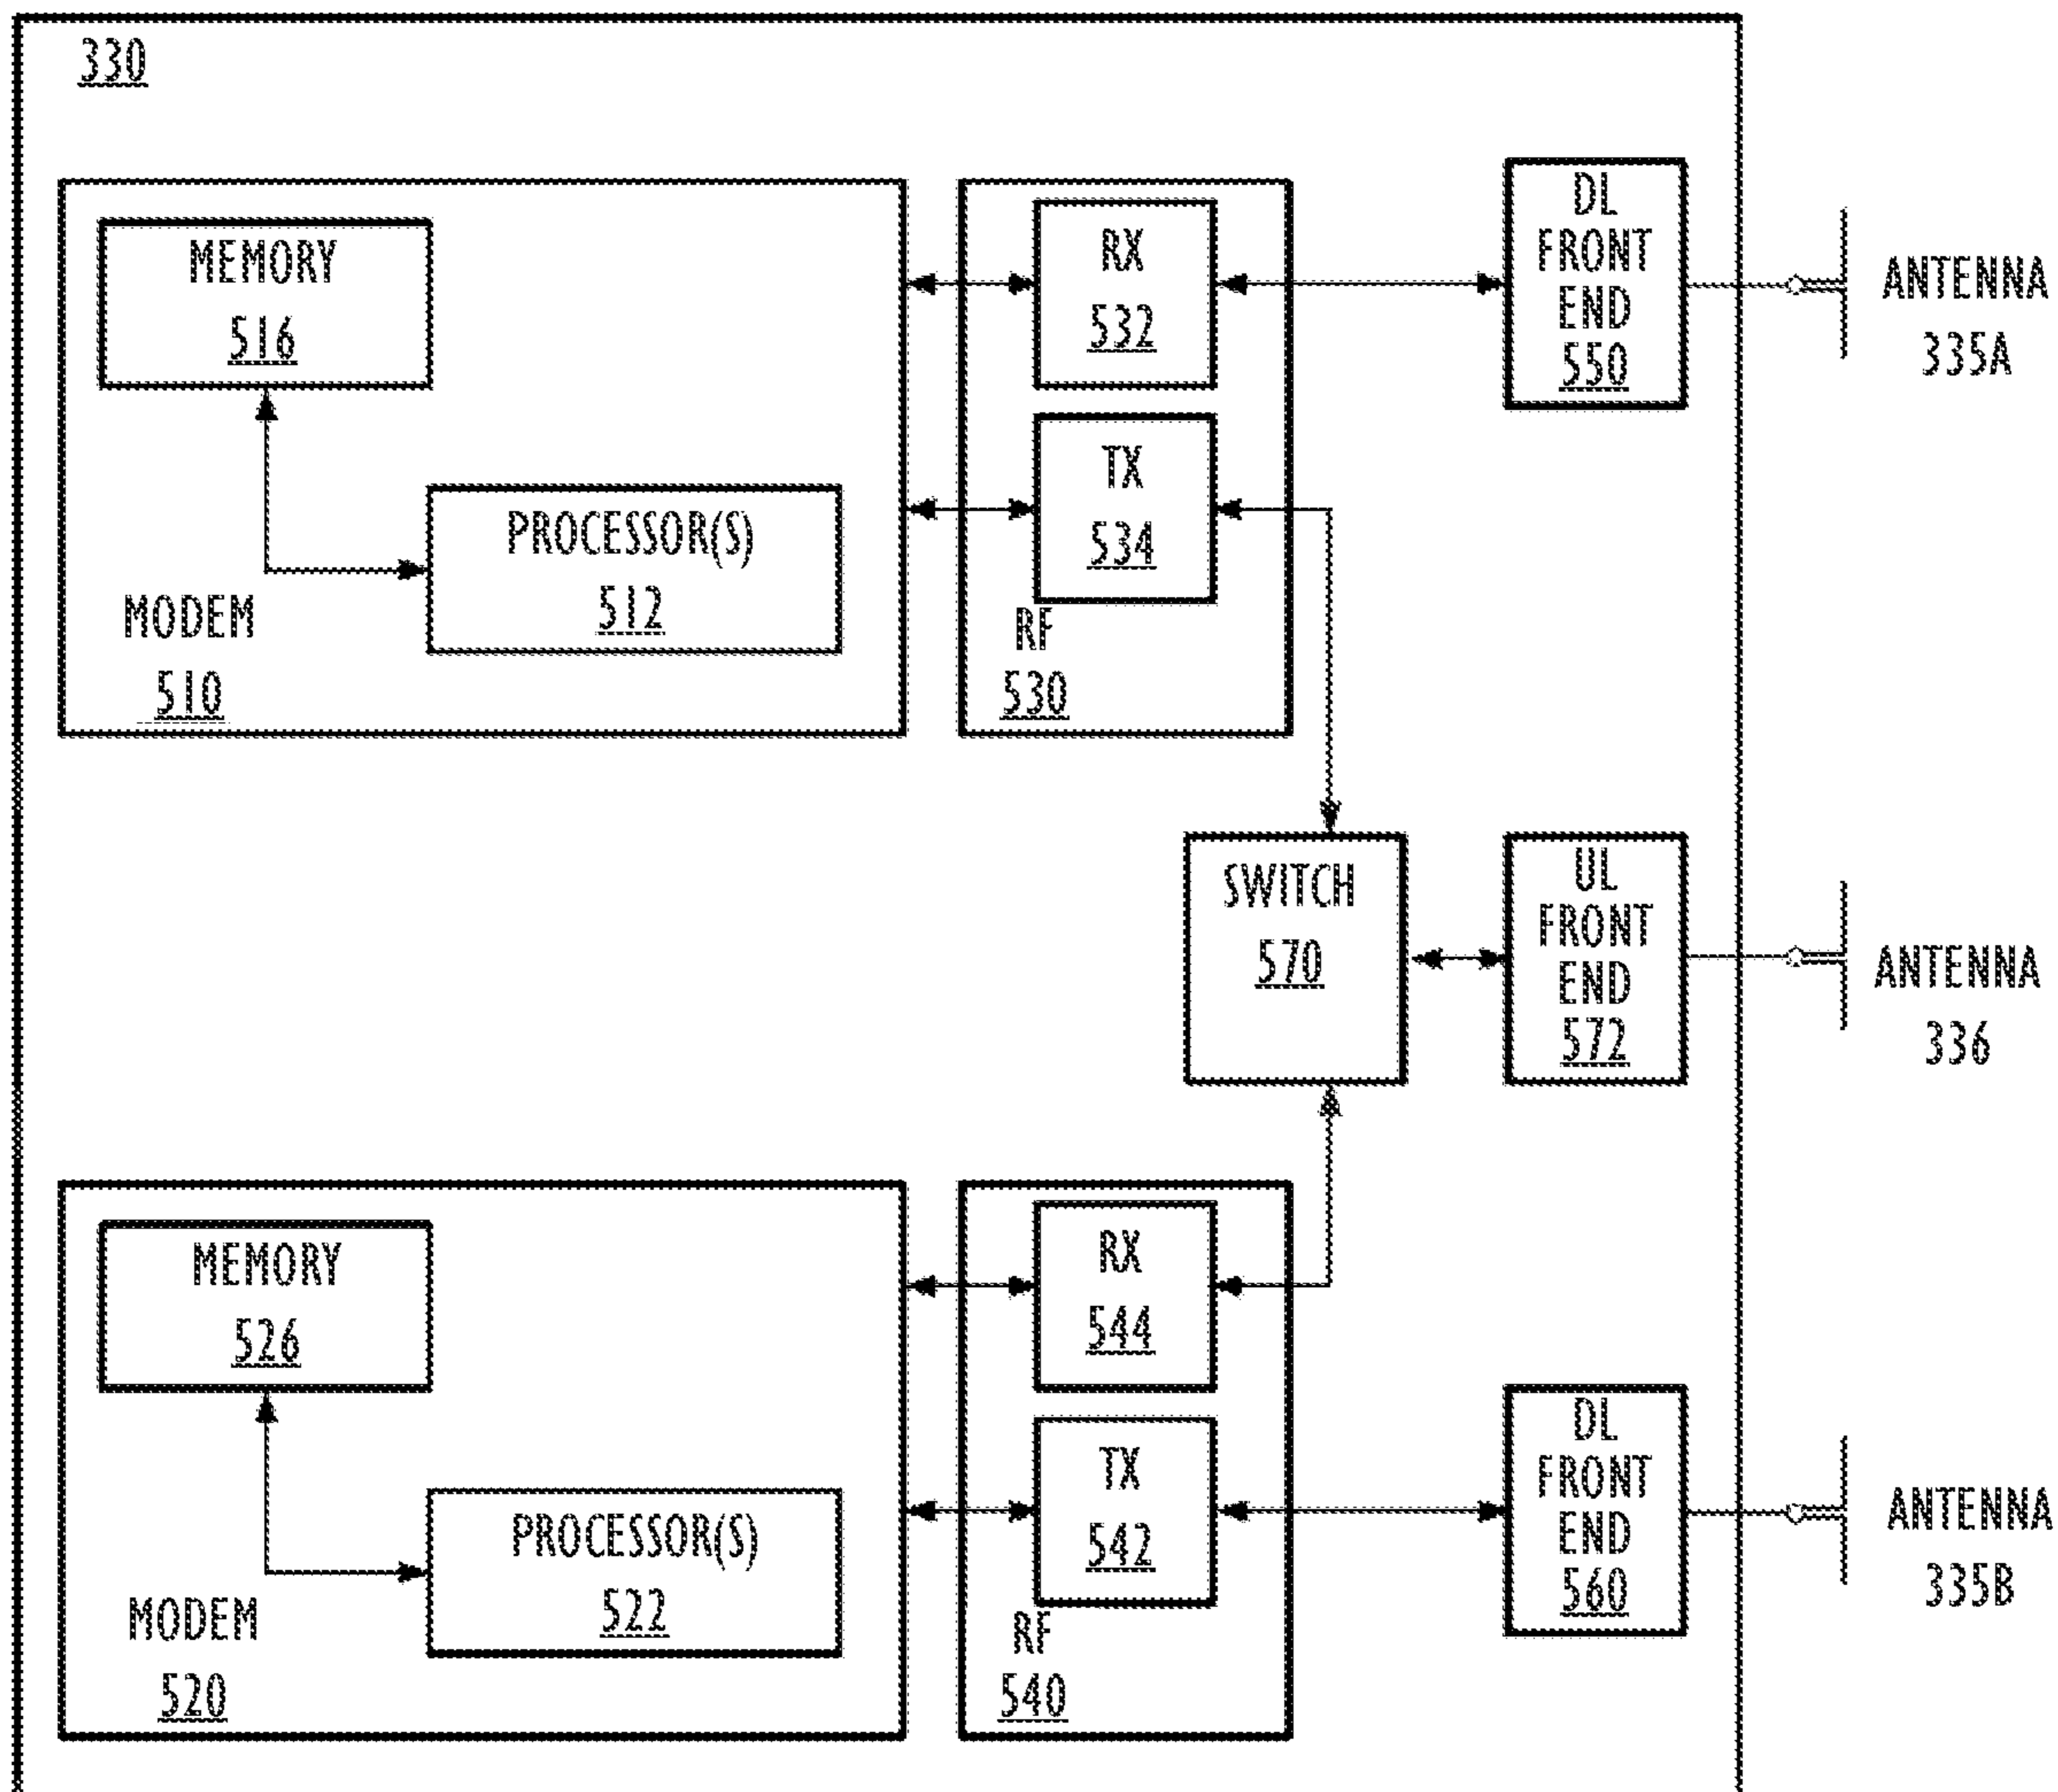 330
MEMORY
516
PROCESSOR(S)
512
MODEM
510
RX
532
TX
534
RF
530
DL
FRONT
END
550
ANTENNA
335A
SWITCH
570
UL
FRONT
END
572
ANTENNA
336
MEMORY
526
PROCESSOR(S)
522
MODEM
520
RX
544
TX
542
RF
540
DL
FRONT
END
560
ANTENNA
335B